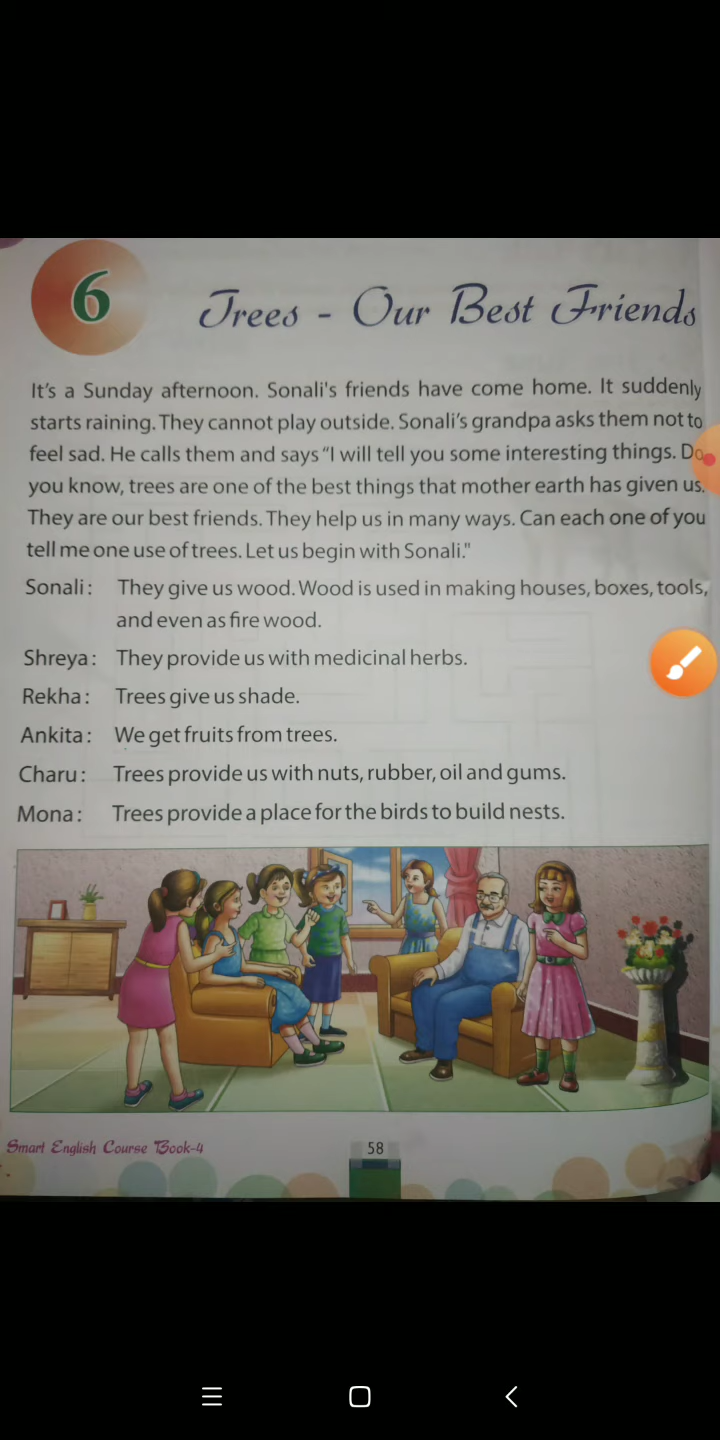 6
Trees - Our Best Friends
It's a Sunday afternoon. Sonali's friends have come home. It suddenly
starts raining. They cannot play outside. Sonali's grandpa asks them not to
feel sad. He calls them and says "I will tell you some interesting things. Do
you know, trees are one of the best things that mother earth has given us.
They are our best friends. They help us in many ways. Can each one of you
tell me one use of trees. Let us begin with Sonali."
Sonali: They give us wood. Wood is used in making houses, boxes, tools,
and even as fire wood.
Shreya: They provide us with medicinal herbs.
Rekha: Trees give us shade.
Ankita: We get fruits from trees.
Charu: Trees provide us with nuts, rubber, oil and gums.
Mona: Trees provide a place for the birds to build nests.
Smart English Course Book-4
58